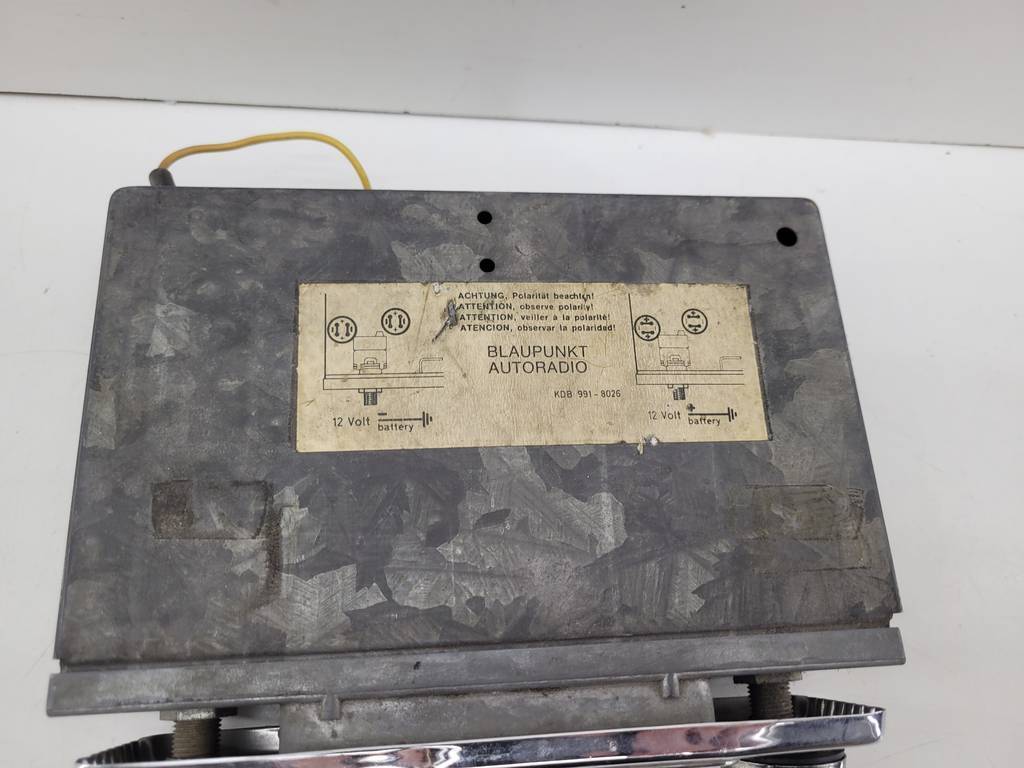 ACHTUNG, Polarität beachten!
ATTENTION, observe polarity!
ATTENTION, veiller à la polarité!
ATENCION, observar la polaridad!
BLAUPUNKT
AUTORADIO
KDB 991-8026
12 Volt - battery
12 Volt + battery